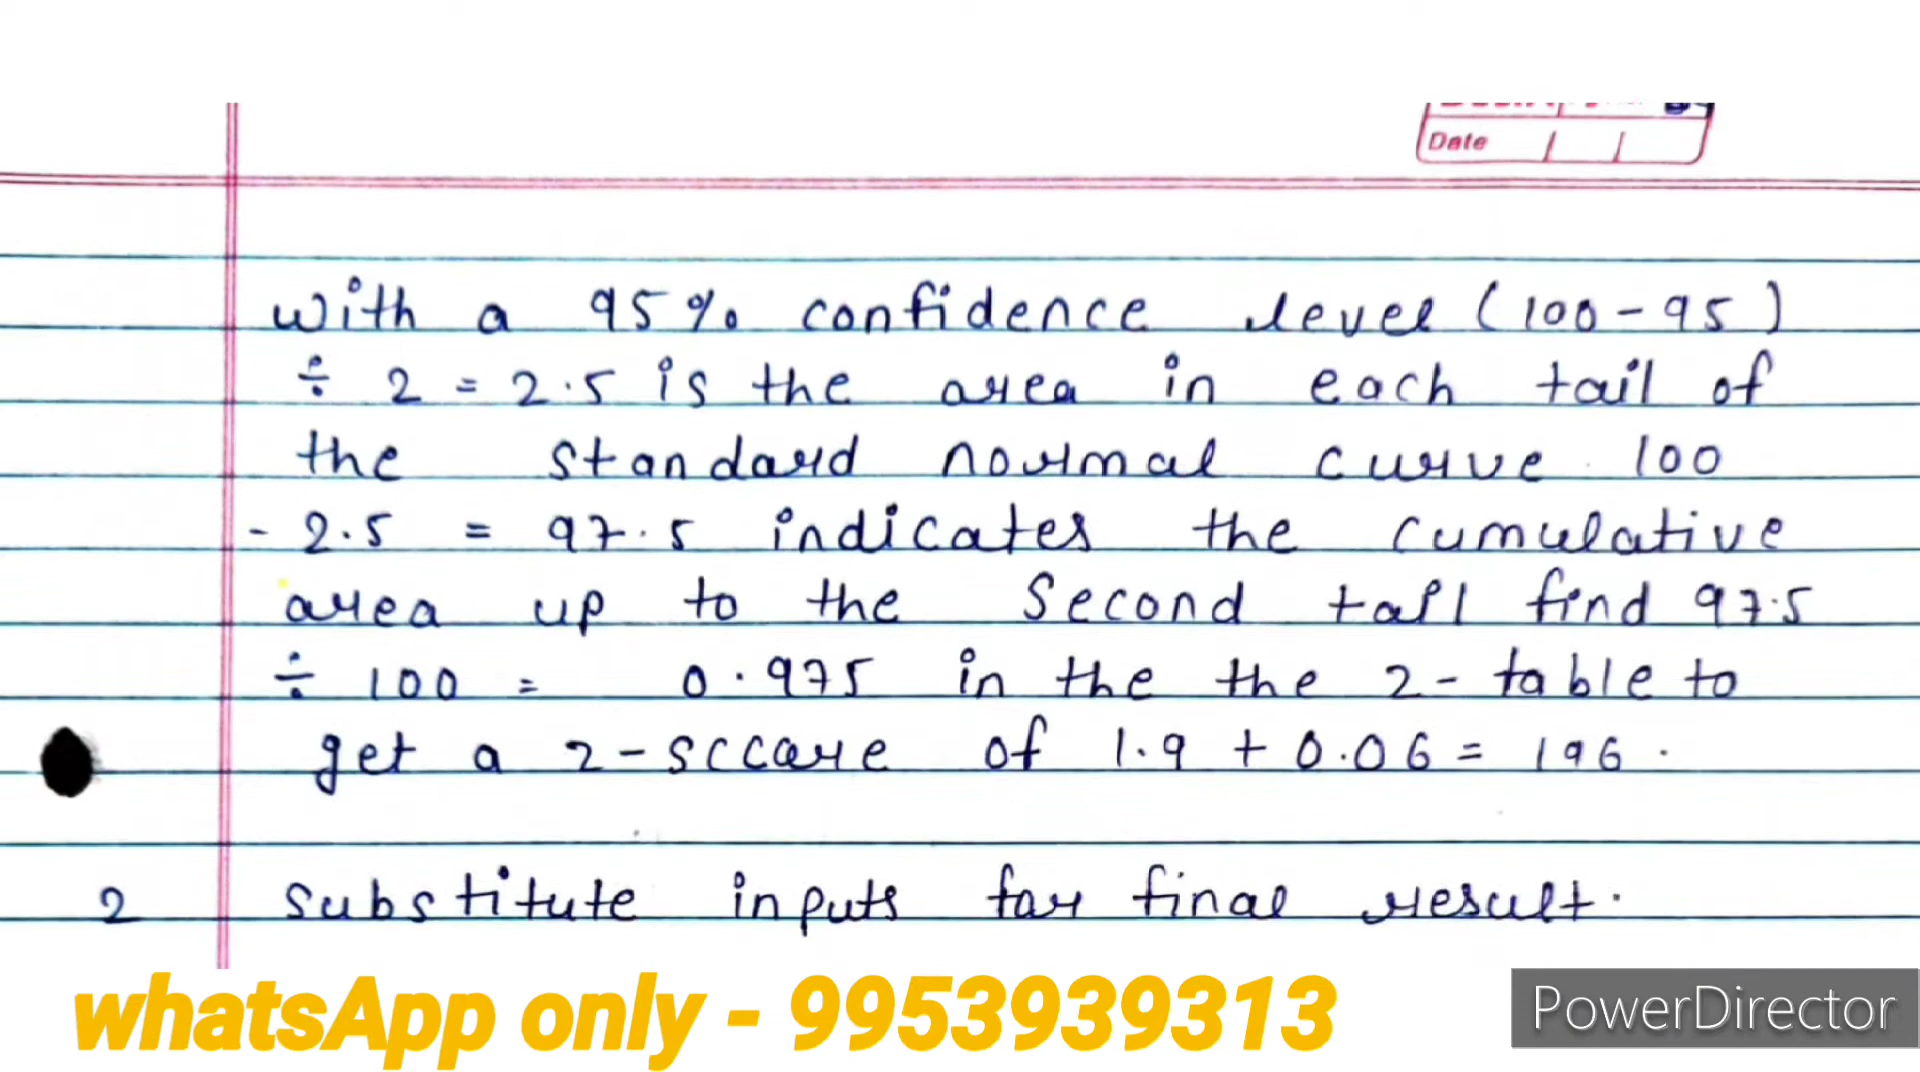 Date
with a 95% confidence level (100-95)
÷ 2 = 2.5 is the area in each tail of
the standard normal curve 100
- 2.5 = 97.5 indicates the cumulative
area up to the second tail find 97.5
÷ 100 = 0.975 in the the 2-table to
get a 2-sccore of 1.9 + 0.06 = 196.
2 substitute inputs for final result.
whatsApp only - 9953939313
PowerDirector